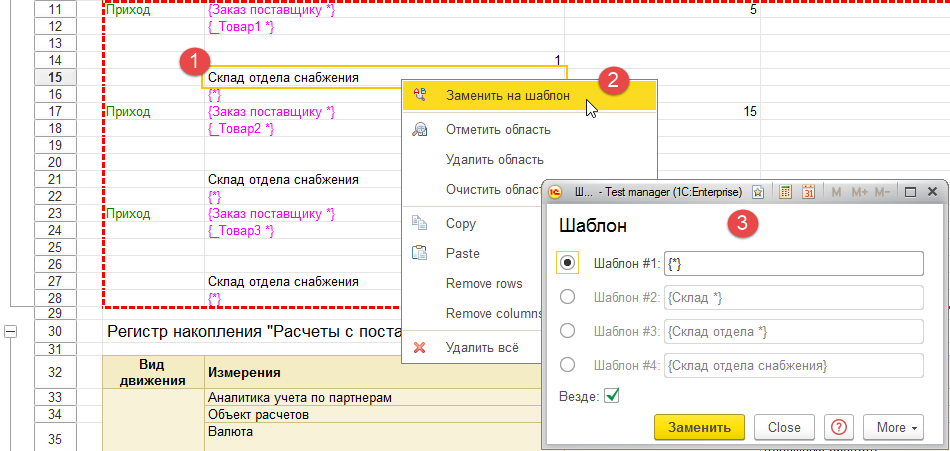 11 Приход {Заказ поставщику *} 5
12 {_Товар1 *}
13
14 1
1
15 Склад отдела снабжения
16 {*}
17 Приход {Заказ поставщику *} 15
18 {_Товар2 *}
19
20
21 Склад отдела снабжения
22 {*}
23 Приход {Заказ поставщику *}
24 {_Товар3 *}
25
26
27 Склад отдела снабжения
28 {*}
29
30 Регистр накопления "Расчеты с поста
31
32 Вид движения Измерения
33 Аналитика учета по партнерам
34 Объект расчетов
35 Валюта
2
Заменить на шаблон
Отметить область
Удалить область
Очистить област
Copy
Paste
Remove rows
Remove columns
Удалить всё
1С Ш... - Test manager (1C:Enterprise) 31 M M+ M-
Шаблон
3
Шаблон #1: {*}
Шаблон #2: {Склад *}
Шаблон #3: {Склад отдела *}
Шаблон #4: {Склад отдела снабжения}
Везде:
Заменить Close ? More